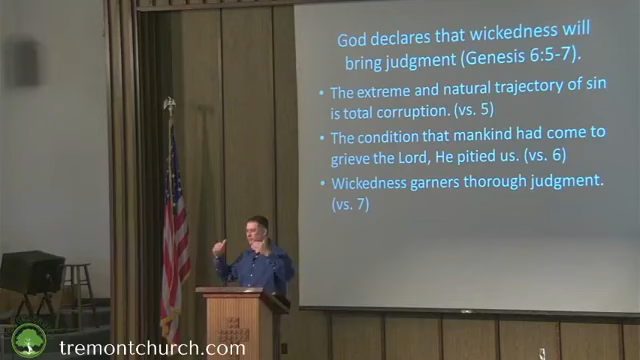 God declares that wickedness will
bring judgment (Genesis 6:5-7).
• The extreme and natural trajectory of sin
is total corruption. (vs. 5)
• The condition that mankind had come to
grieve the Lord, He pitied us. (vs. 6)
• Wickedness garners thorough judgment.
(vs. 7)
tremontchurch.com